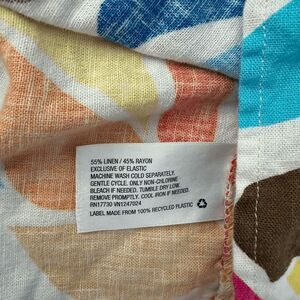 55% LINEN / 45% RAYON
EXCLUSIVE OF ELASTIC
MACHINE WASH COLD SEPARATELY.
GENTLE CYCLE. ONLY NON-CHLORINE
BLEACH IF NEEDED. TUMBLE DRY LOW.
REMOVE PROMPTLY. COOL IRON IF NEEDED.
RN17730 VN1247024
LABEL MADE FROM 100% RECYCLED PLASTIC